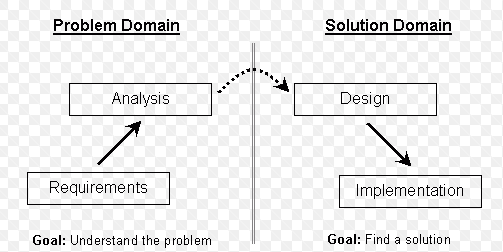 Problem Domain
Solution Domain
Analysis
Design
Requirements
Implementation
Goal: Understand the problem
Goal: Find a solution